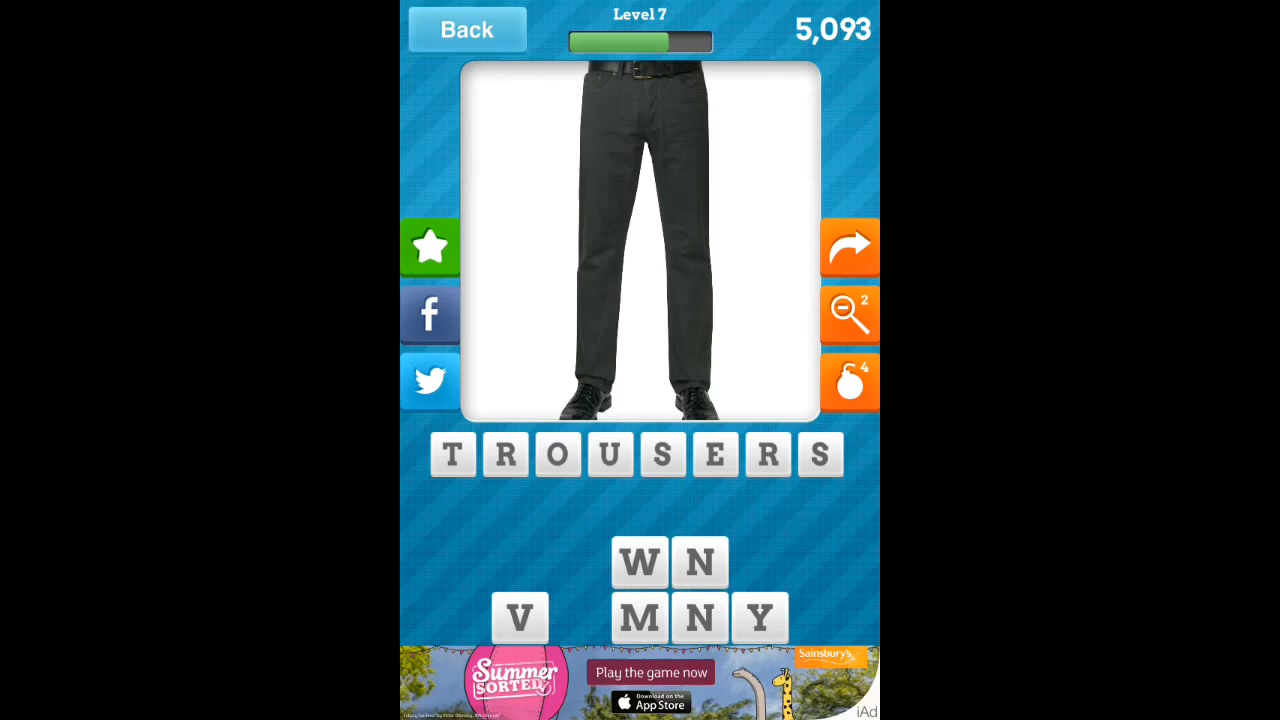 Back
Level 7
5,093
f
2
4
T R O U S E R S
W N
V M N Y
Summer
SORTED
Play the game now
Download on the
App Store
Sainsbury's
iAd